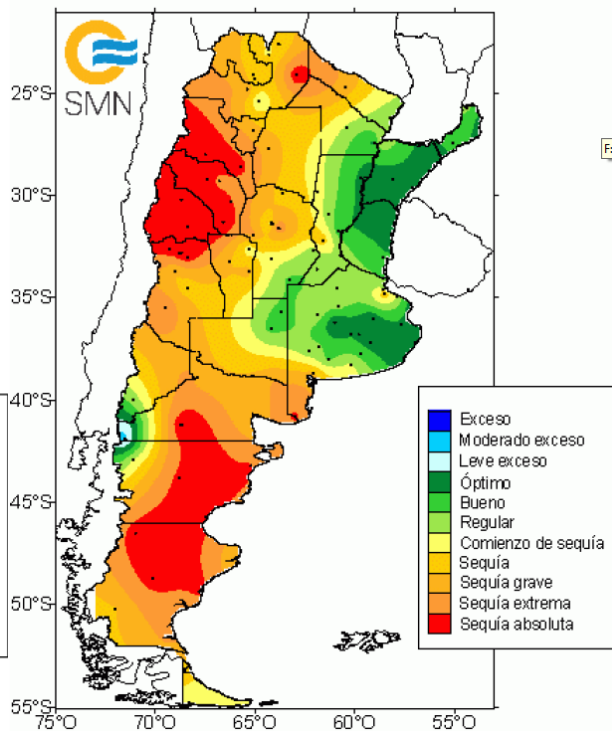 SMN
25°S
30°S
35°S
40°S
45°S
50°S
55°S
75°O 70°O 65°O 60°O 55°O
Exceso
Moderado exceso
Leve exceso
Óptimo
Bueno
Regular
Comienzo de sequía
Sequía
Sequía grave
Sequía extrema
Sequía absoluta